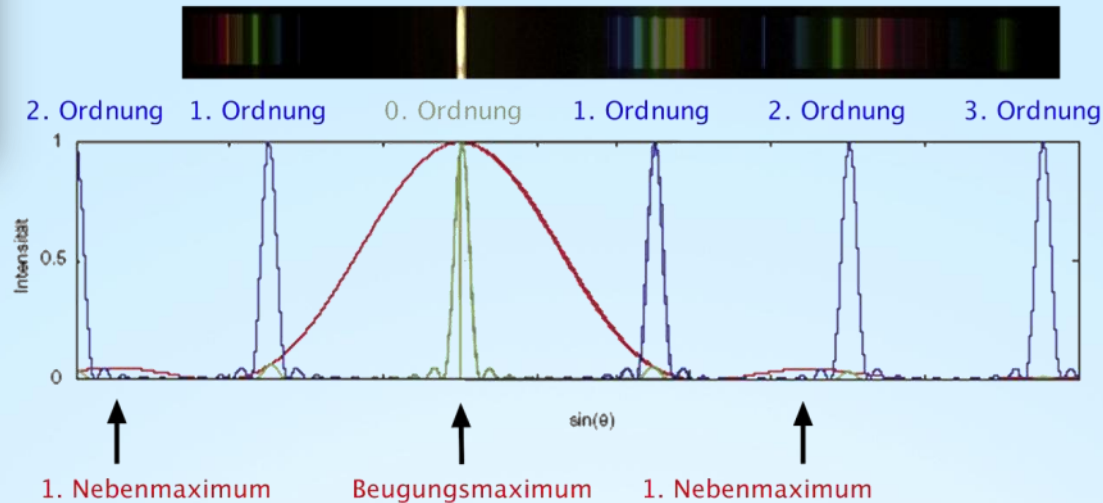 2. Ordnung 1. Ordnung 0. Ordnung 1. Ordnung 2. Ordnung 3. Ordnung
1
Intensität
0.5
0
sin(θ)
1. Nebenmaximum Beugungsmaximum 1. Nebenmaximum